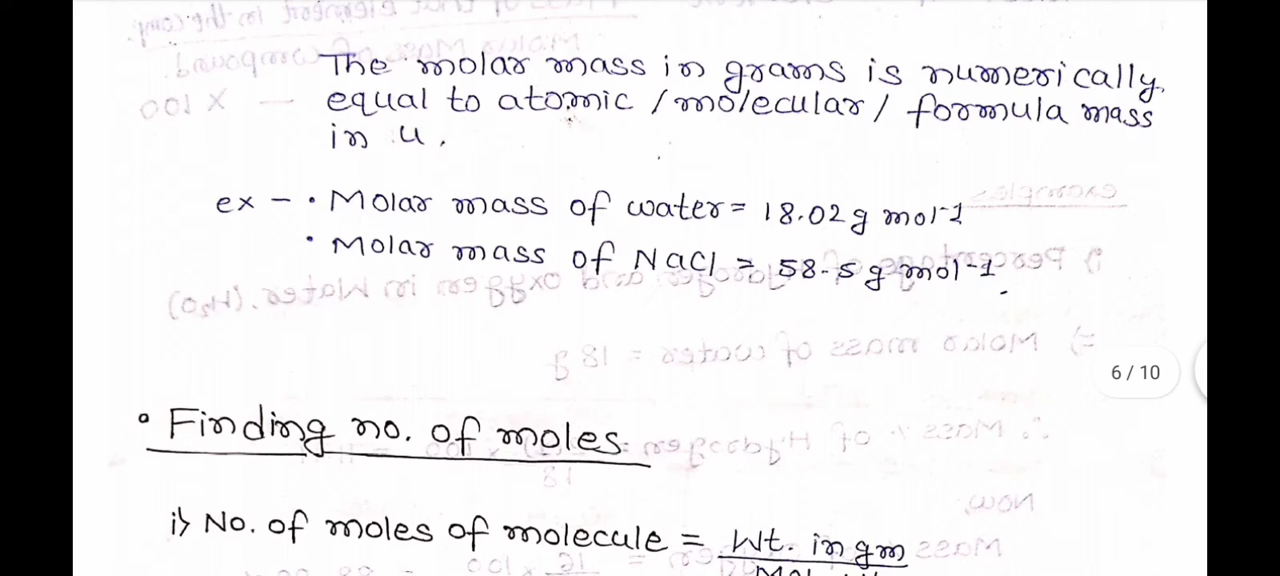 The molar mass in grams is numerically
equal to atomic / molecular / formula mass
in u.
ex - • Molar mass of water = 18.02 g mol-1
• Molar mass of NaCl = 58.5 g mol-1
6 / 10
• Finding no. of moles
i> No. of moles of molecule = Wt. in gm